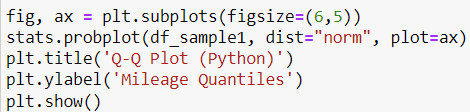 fig, ax = plt.subplots(figsize=(6,5))
stats.probplot(df_sample1, dist="norm", plot=ax)
plt.title('Q-Q Plot (Python)')
plt.ylabel('Mileage Quantiles')
plt.show()